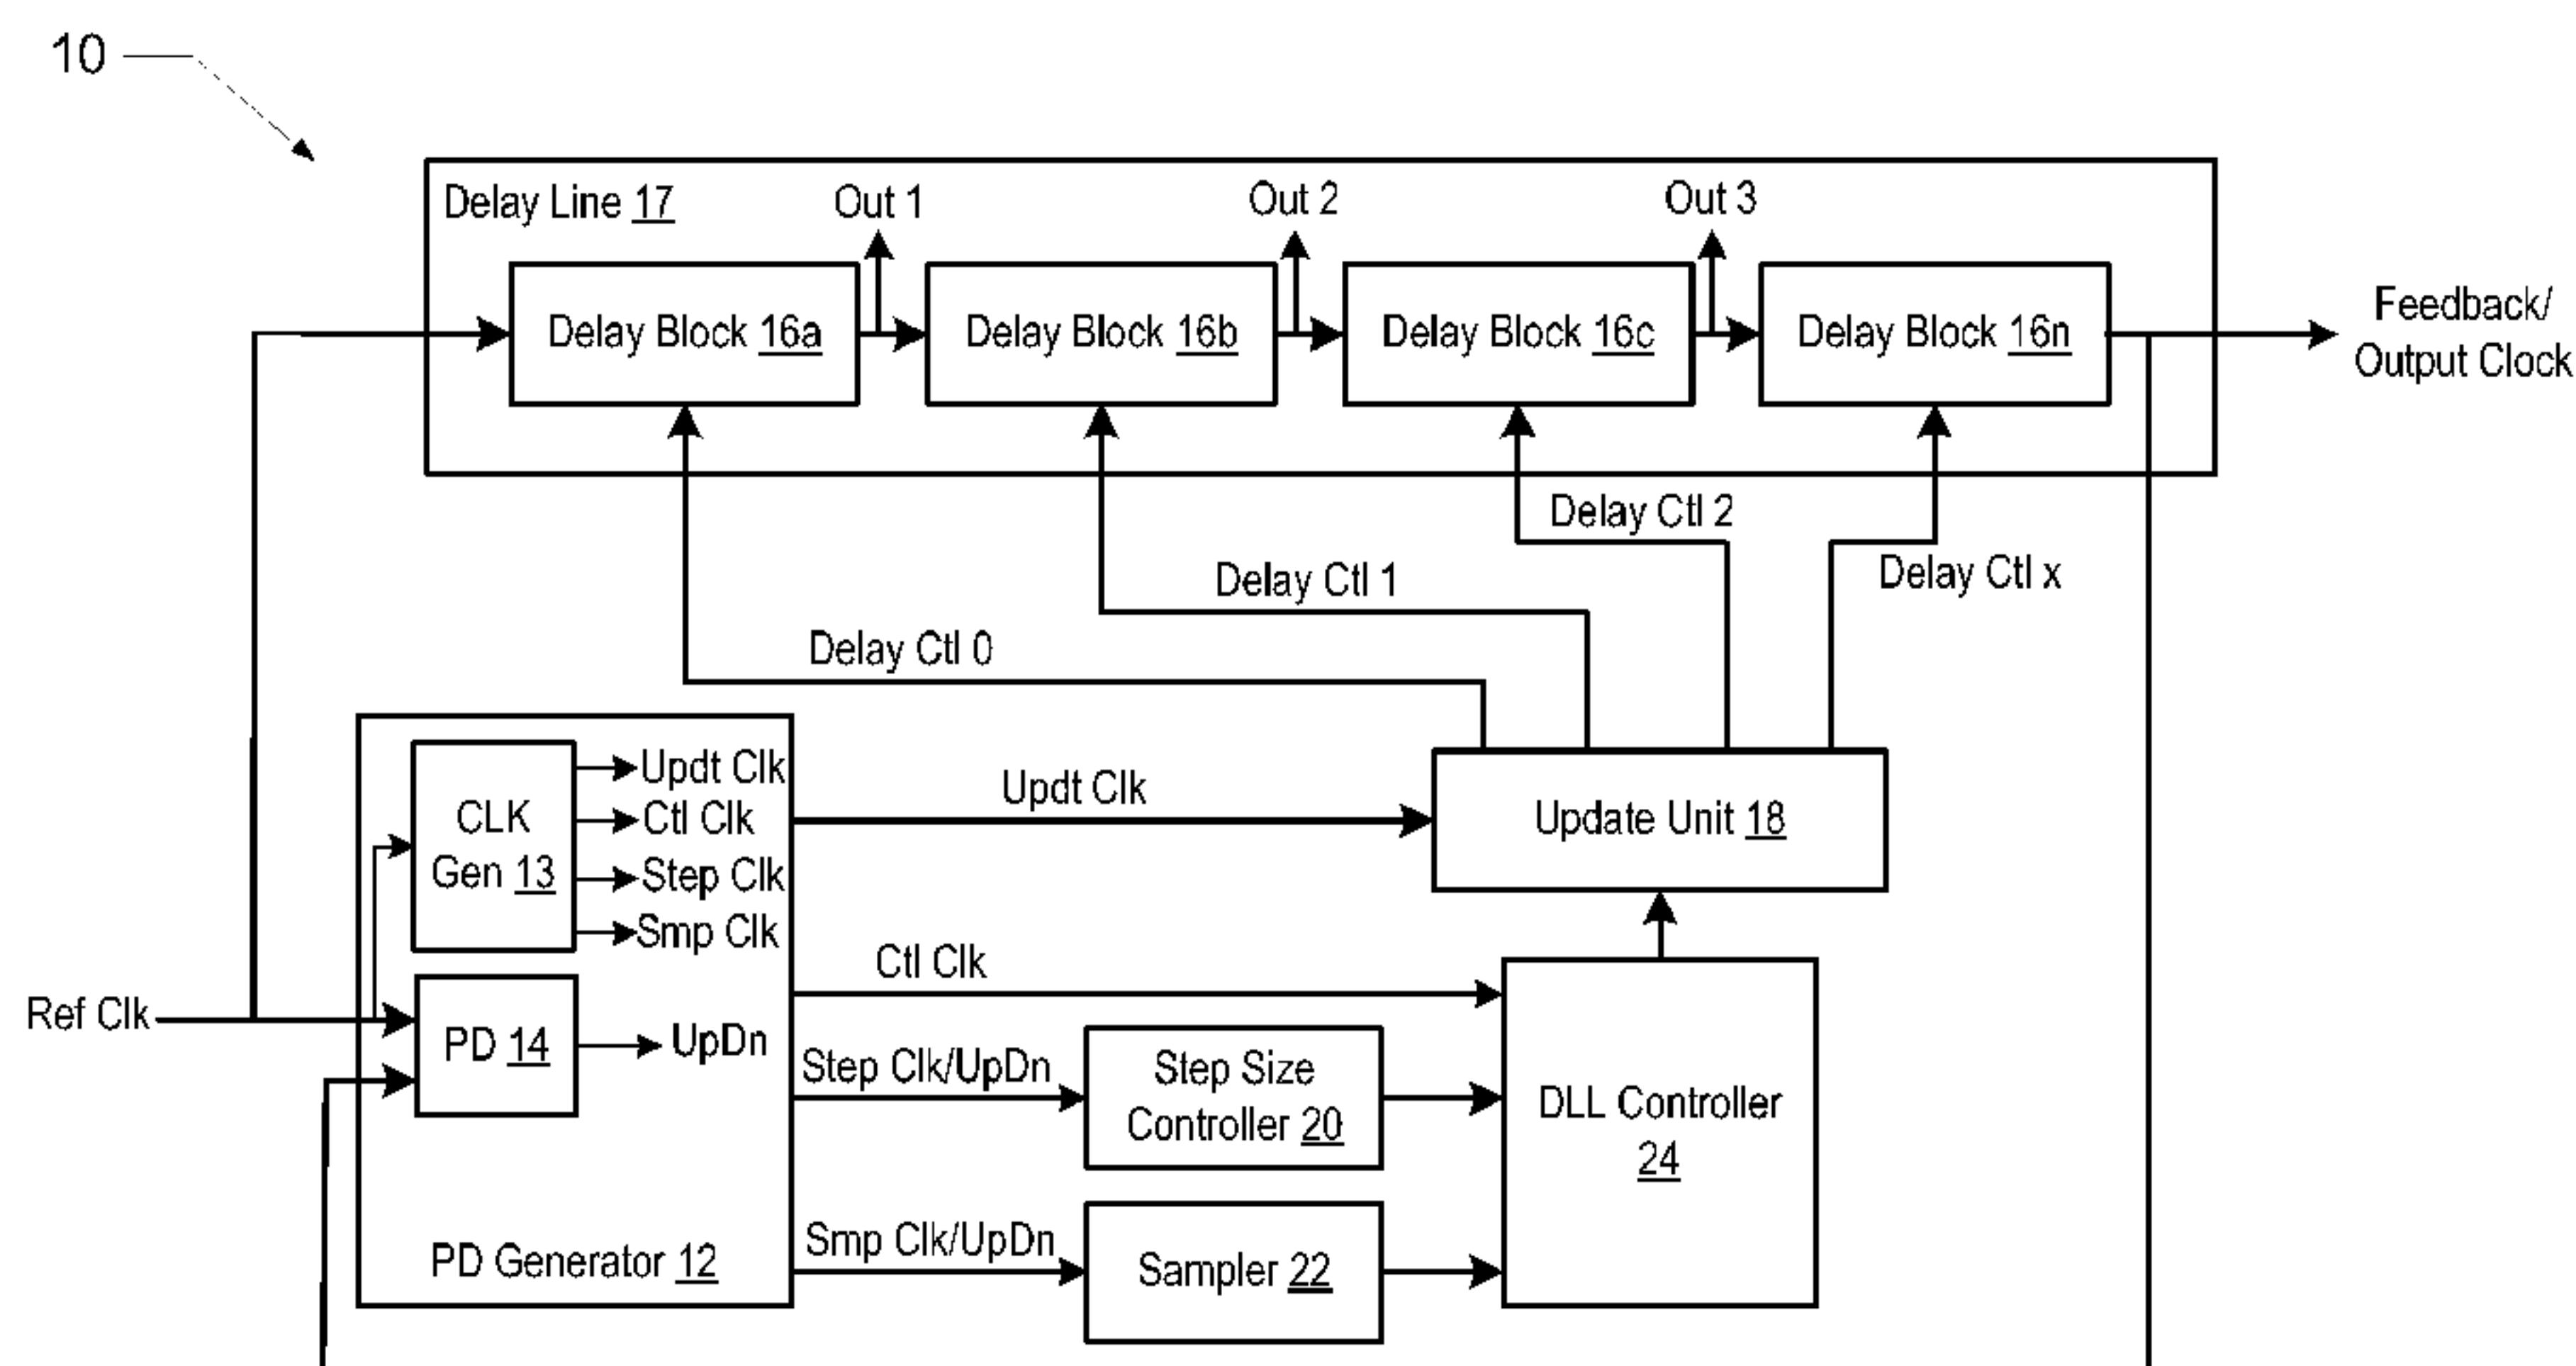 10
Delay Line 17
Out 1
Out 2
Out 3
Delay Block 16a
Delay Block 16b
Delay Block 16c
Delay Block 16n
Feedback/
Output Clock
Delay Ctl 2
Delay Ctl 1
Delay Ctl x
Delay Ctl 0
CLK
Gen 13
Updt Clk
Ctl Clk
Step Clk
Smp Clk
Updt Clk
Update Unit 18
Ctl Clk
Ref Clk
PD 14
UpDn
Step Clk/UpDn
Step Size
Controller 20
DLL Controller
24
PD Generator 12
Smp Clk/UpDn
Sampler 22